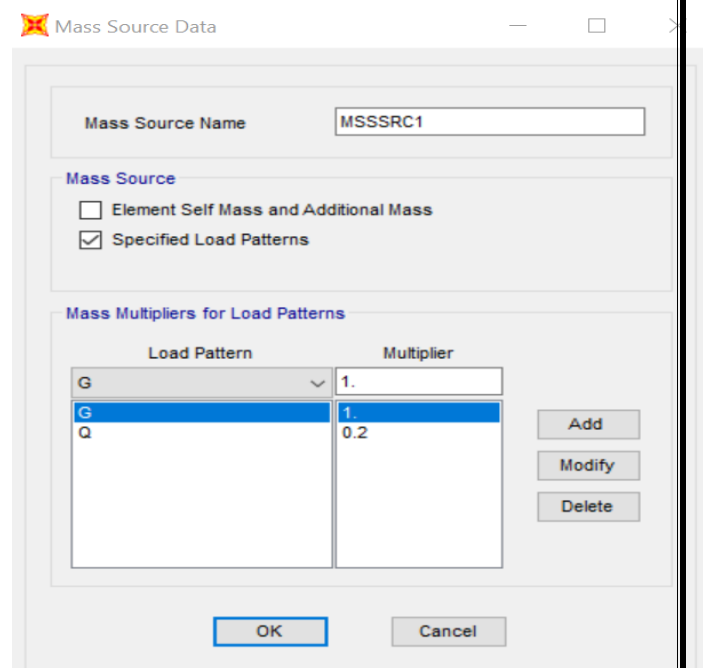 Mass Source Data
Mass Source Name MSSSRC1
Mass Source
Element Self Mass and Additional Mass
Specified Load Patterns
Mass Multipliers for Load Patterns
Load Pattern Multiplier
G 1.
G 1.
Q 0.2
Add
Modify
Delete
OK Cancel